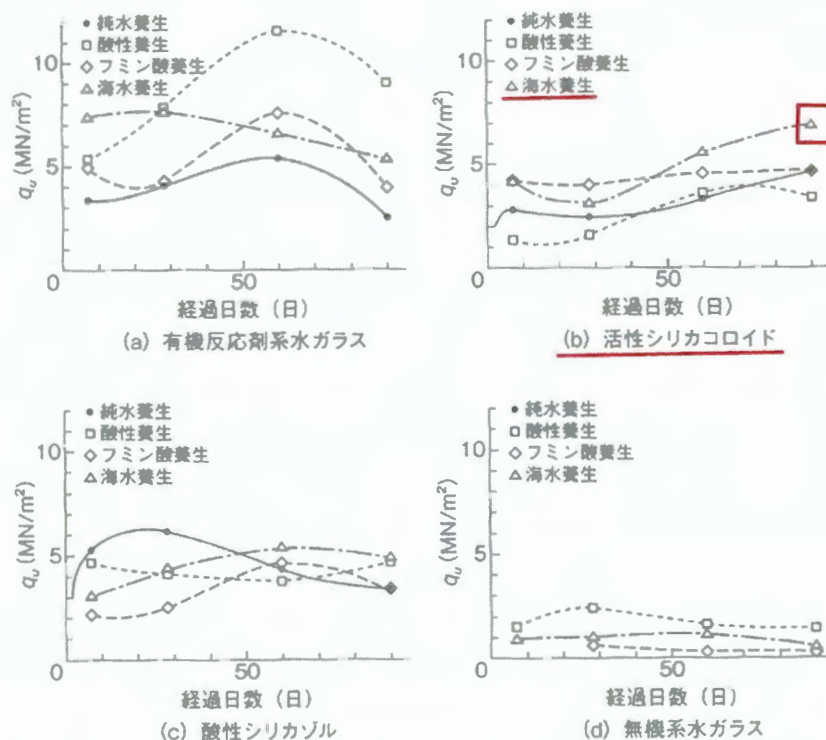 純水養生
酸性養生
フミン酸養生
海水養生
10
5
0
50
q_u (MN/m²)
経過日数 (日)
(a) 有機反応剤系水ガラス
純水養生
酸性養生
フミン酸養生
海水養生
10
5
0
50
q_u (MN/m²)
経過日数 (日)
(b) 活性シリカコロイド
純水養生
酸性養生
フミン酸養生
海水養生
10
5
0
50
q_u (MN/m²)
経過日数 (日)
(c) 酸性シリカゾル
純水養生
酸性養生
フミン酸養生
海水養生
10
5
0
50
q_u (MN/m²)
経過日数 (日)
(d) 無機系水ガラス